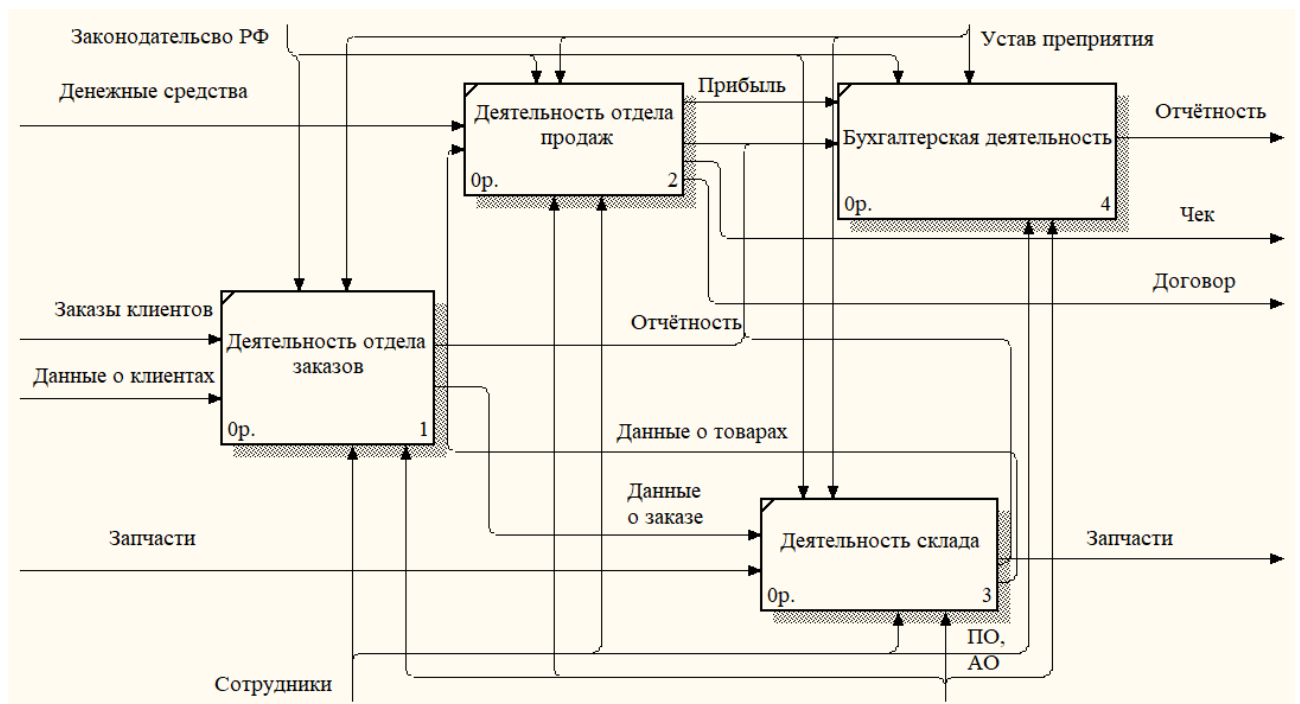 Законодательсво РФ
Устав преприятия
Денежные средства
Прибыль
Деятельность отдела
продаж
0р. 2
Бухгалтерская деятельность
0р. 4
Отчётность
Чек
Договор
Заказы клиентов
Отчётность
Деятельность отдела
заказов
0р. 1
Данные о клиентах
Данные о товарах
Данные
о заказе
Запчасти
Деятельность склада
0р. 3
Запчасти
ПО,
АО
Сотрудники